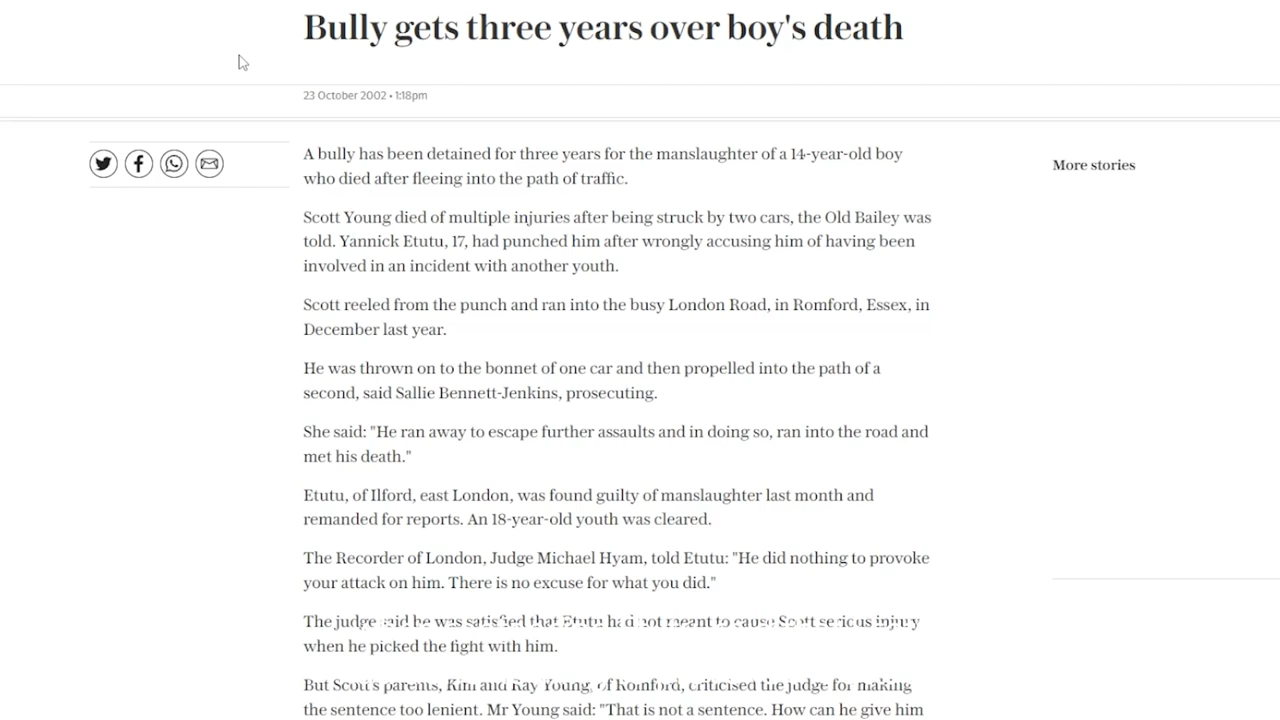 Bully gets three years over boy's death
23 October 2002 • 1:18pm
A bully has been detained for three years for the manslaughter of a 14-year-old boy
who died after fleeing into the path of traffic.
More stories
Scott Young died of multiple injuries after being struck by two cars, the Old Bailey was
told. Yannick Etutu, 17, had punched him after wrongly accusing him of having been
involved in an incident with another youth.
Scott reeled from the punch and ran into the busy London Road, in Romford, Essex, in
December last year.
He was thrown on to the bonnet of one car and then propelled into the path of a
second, said Sallie Bennett-Jenkins, prosecuting.
She said: "He ran away to escape further assaults and in doing so, ran into the road and
met his death."
Etutu, of Ilford, east London, was found guilty of manslaughter last month and
remanded for reports. An 18-year-old youth was cleared.
The Recorder of London, Judge Michael Hyam, told Etutu: "He did nothing to provoke
your attack on him. There is no excuse for what you did."
The judge said he was satisfied that Etutu had not meant to cause Scott serious injury
when he picked the fight with him.
But Scott's parents, Kim and Ray Young, of Romford, criticised the judge for making
the sentence too lenient. Mr Young said: "That is not a sentence. How can he give him